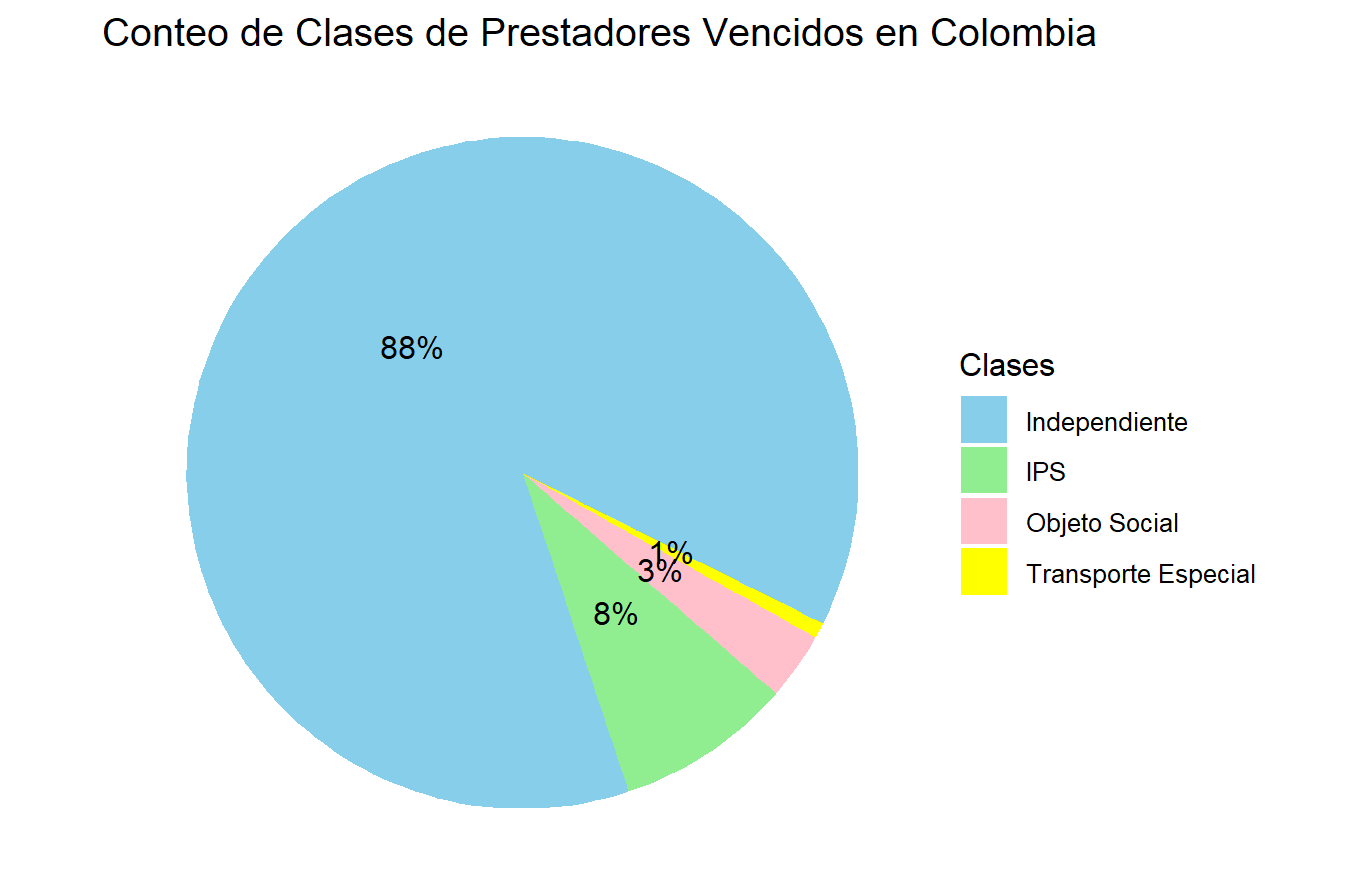 Conteo de Clases de Prestadores Vencidos en Colombia
88%
1%
3%
8%
Clases
Independiente
IPS
Objeto Social
Transporte Especial